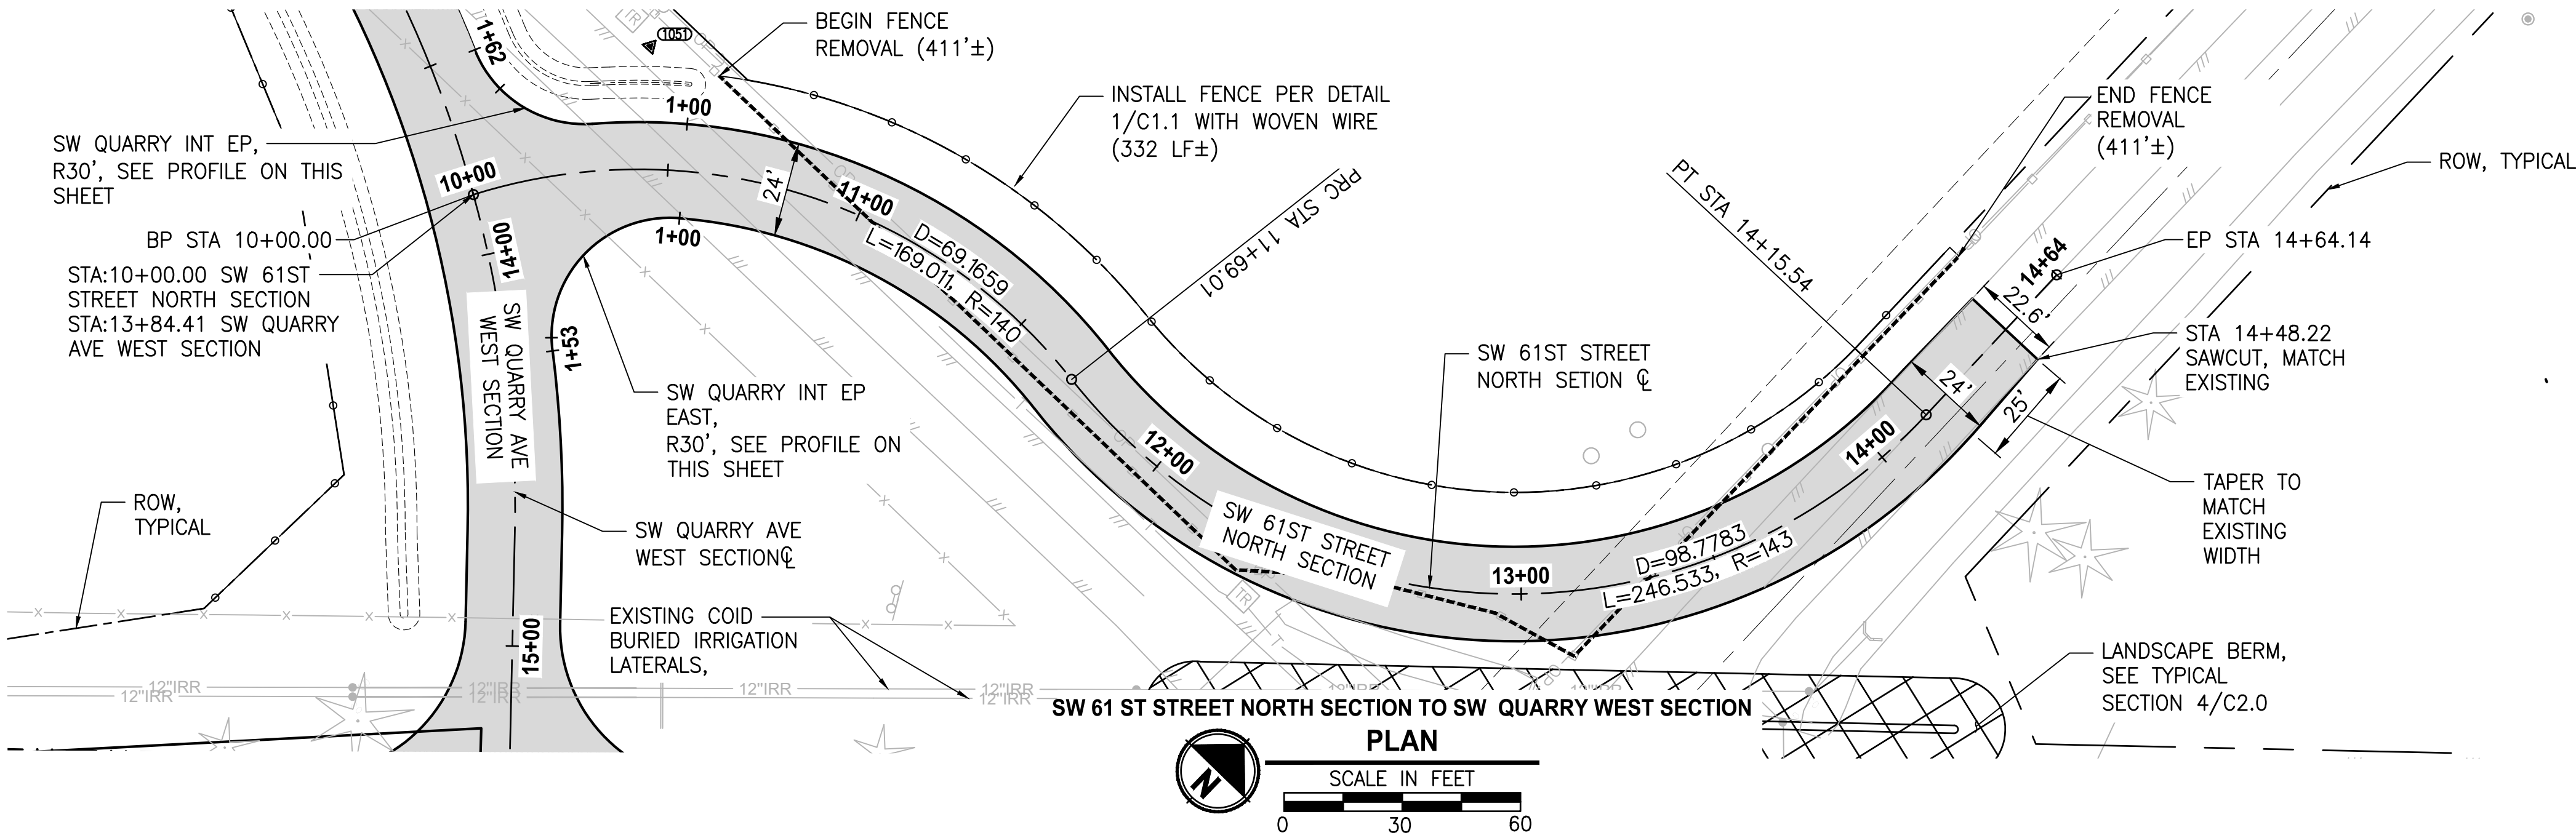 BEGIN FENCE
REMOVAL (411'±)
1051
TR
1+62
1+00
INSTALL FENCE PER DETAIL
1/C1.1 WITH WOVEN WIRE
(332 LF±)
END FENCE
REMOVAL
(411'±)
ROW, TYPICAL
SW QUARRY INT EP,
R30', SEE PROFILE ON THIS
SHEET
10+00
24'
11+00
PRC STA 11+69.01
PT STA 14+15.54
BP STA 10+00.00
STA:10+00.00 SW 61ST
STREET NORTH SECTION
STA:13+84.41 SW QUARRY
AVE WEST SECTION
14+00
1+00
D=69.1659
L=169.011, R=140
EP STA 14+64.14
14+64
22.6'
STA 14+48.22
SAWCUT, MATCH
EXISTING
SW QUARRY AVE
WEST SECTION
1+53
SW QUARRY INT EP
EAST,
R30', SEE PROFILE ON
THIS SHEET
SW 61ST STREET
NORTH SETION ℄
24'
25'
12+00
14+00
TAPER TO
MATCH
EXISTING
WIDTH
ROW,
TYPICAL
SW QUARRY AVE
WEST SECTION℄
SW 61ST STREET
NORTH SECTION
13+00
D=98.7783
L=246.533, R=143
TR
EXISTING COID
BURIED IRRIGATION
LATERALS,
15+00
LANDSCAPE BERM,
SEE TYPICAL
SECTION 4/C2.0
12"IRR
12"IRR
12"IRR
12"IRR
12"IRR
12"IRR
12"IRR
12"IRR
12"IRR
SW 61 ST STREET NORTH SECTION TO SW QUARRY WEST SECTION
PLAN
N
SCALE IN FEET
0 30 60